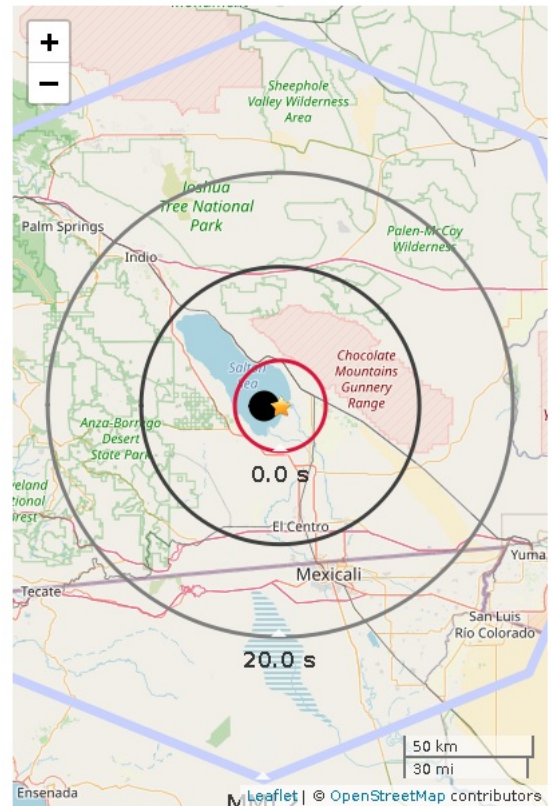 Monument
+
−
Sheephole
Valley Wilderness
Area
Joshua
Tree National
Park
Palm Springs
Palen-McCoy
Wilderness
Indio
Salton
Sea
Chocolate
Mountains
Gunnery
Range
Anza-Borrego
Desert
State Park
0.0 s
El Centro
Yuma
Mexicali
Tecate
San Luis
Río Colorado
20.0 s
50 km
30 mi
Ensenada
Leaflet | © OpenStreetMap contributors